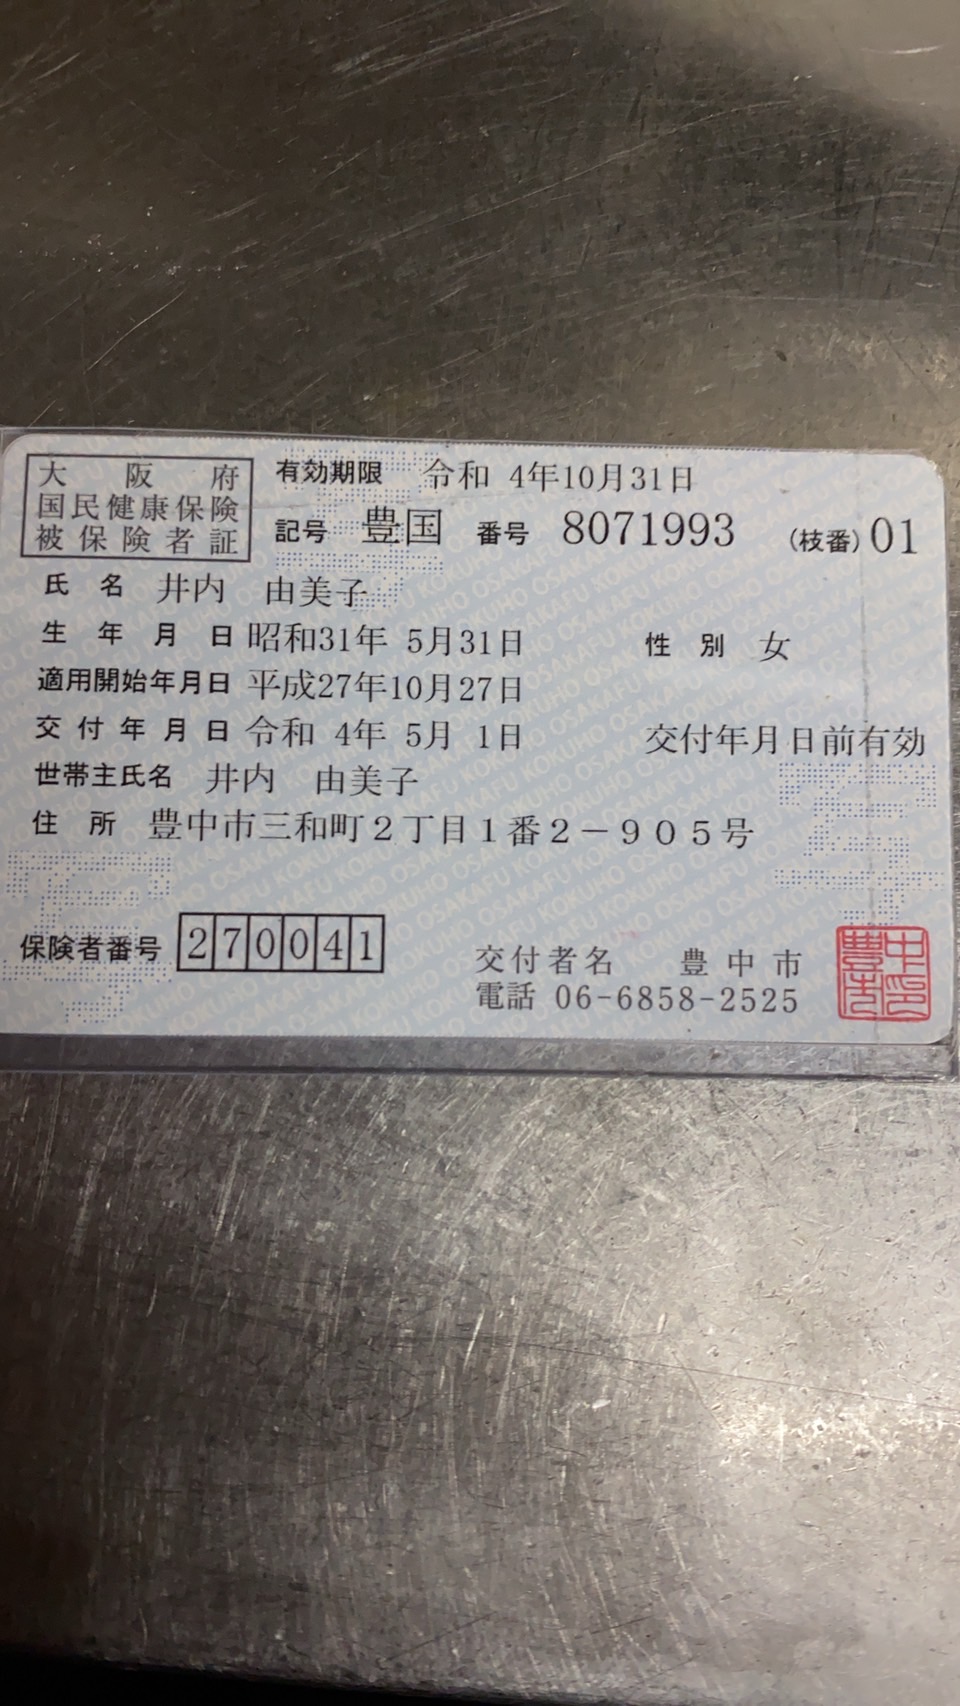 大阪府
国民健康保険
被保険者証
有効期限 令和 4年10月31日
記号 豊国 番号 8071993 (枝番)01
氏名 井内 由美子
生年月日 昭和31年 5月31日 性別 女
適用開始年月日 平成27年10月27日
交付年月日 令和 4年 5月 1日 交付年月日前有効
世帯主氏名 井内 由美子
住所 豊中市三和町2丁目1番2-905号
保険者番号 270041
交付者名 豊中市
電話 06-6858-2525